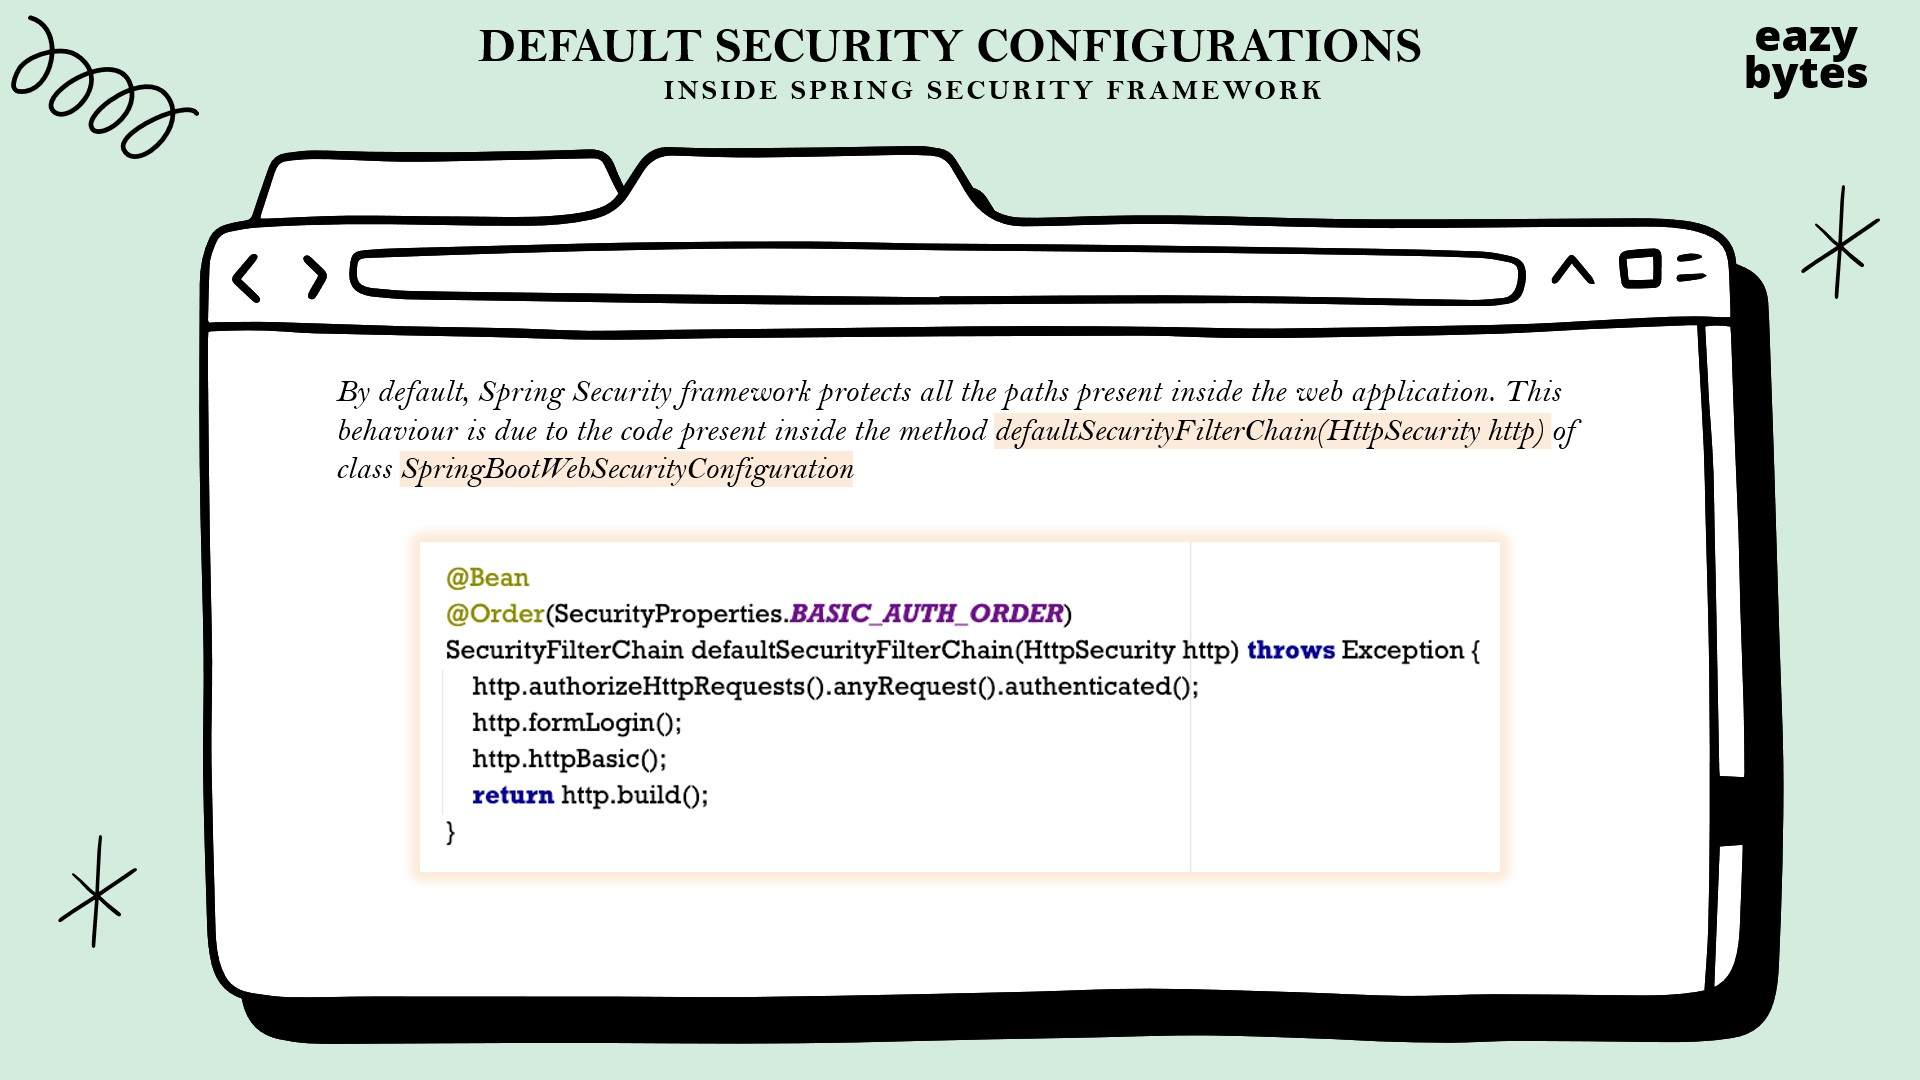 DEFAULT SECURITY CONFIGURATIONS
INSIDE SPRING SECURITY FRAMEWORK
eazy
bytes
By default, Spring Security framework protects all the paths present inside the web application. This
behaviour is due to the code present inside the method defaultSecurityFilterChain(HttpSecurity http) of
class SpringBootWebSecurityConfiguration
@Bean
@Order(SecurityProperties.BASIC_AUTH_ORDER)
SecurityFilterChain defaultSecurityFilterChain(HttpSecurity http) throws Exception {
http.authorizeHttpRequests().anyRequest().authenticated();
http.formLogin();
http.httpBasic();
return http.build();
}